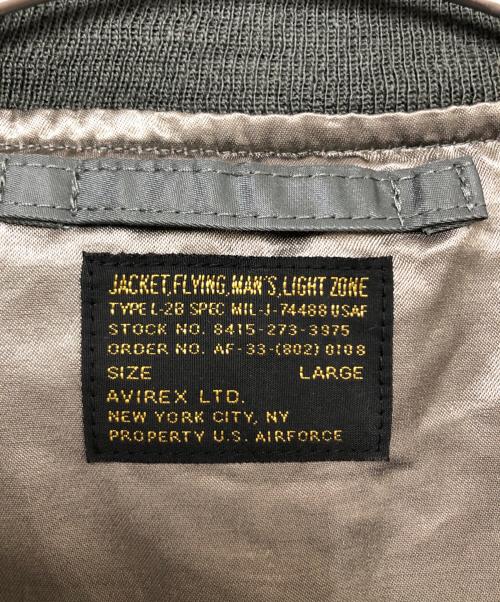 JACKET,FLYING,MAN'S,LIGHT ZONE
TYPE L-2B SPEC MIL-J-7448B USAF
STOCK NO. 8415-273-3975
ORDER NO. AF-33-(802) 0108
SIZE LARGE
AVIREX LTD.
NEW YORK CITY, NY
PROPERTY U.S. AIRFORCE